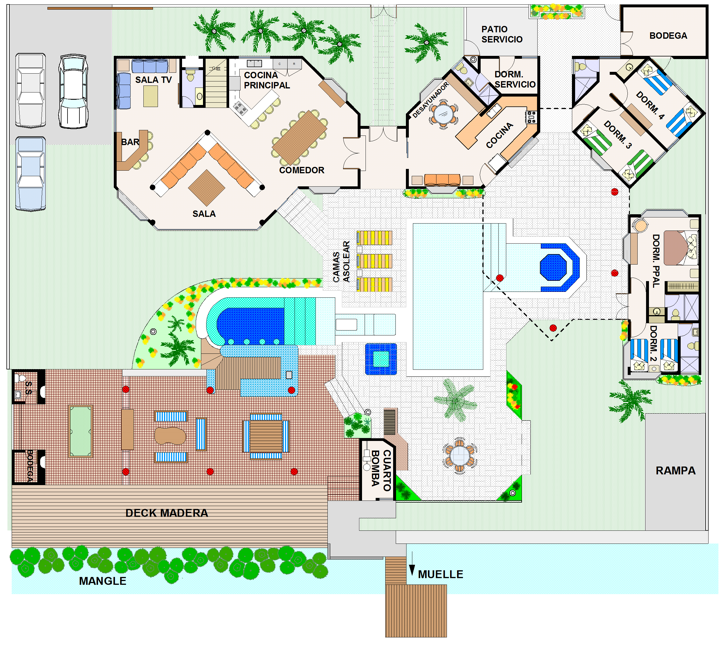 PATIO
SERVICIO
BODEGA
SALA TV
COCINA
PRINCIPAL
DORM.
SERVICIO
DESAYUNADOR
DORM. 4
BAR
COCINA
DORM. 3
COMEDOR
SALA
CAMAS
ASOLEAR
DORM. PPAL
DORM. 2
S.S.
BODEGA
CUARTO
BOMBA
RAMPA
DECK MADERA
MANGLE
MUELLE